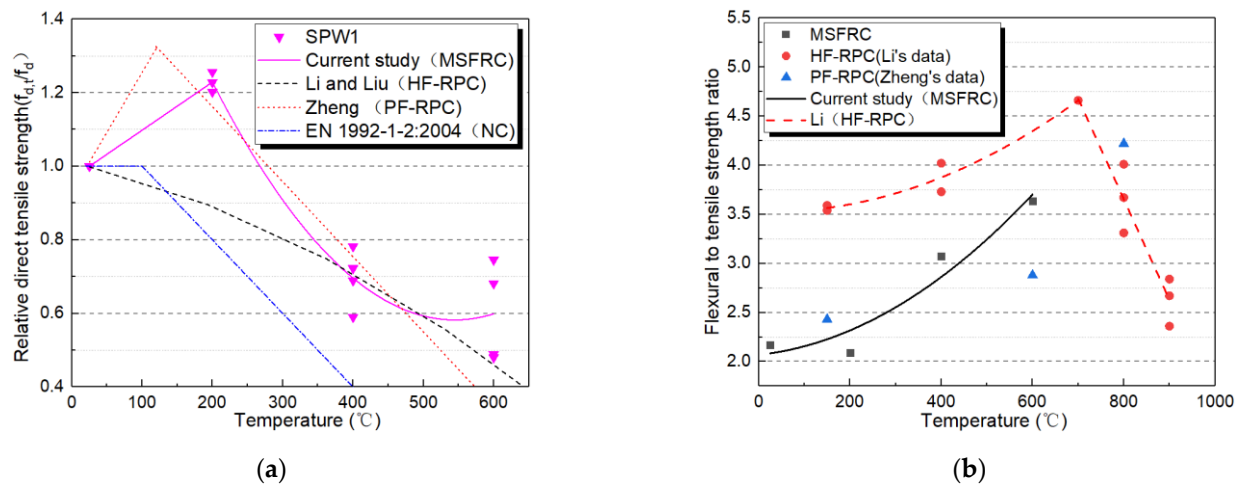 1.4
1.2
1.0
0.8
0.6
0.4
Relative direct tensile strength(fd,t/fd)
SPW1
Current study（MSFRC）
Li and Liu（HF-RPC）
Zheng （PF-RPC）
EN 1992-1-2:2004（NC）
0
100
200
300
400
500
600
Temperature (℃)
(a)
5.5
5.0
4.5
4.0
3.5
3.0
2.5
2.0
Flexural to tensile strength ratio
MSFRC
HF-RPC(Li's data)
PF-RPC(Zheng's data)
Current study（MSFRC）
Li（HF-RPC）
0
200
400
600
800
1000
Temperature (℃)
(b)